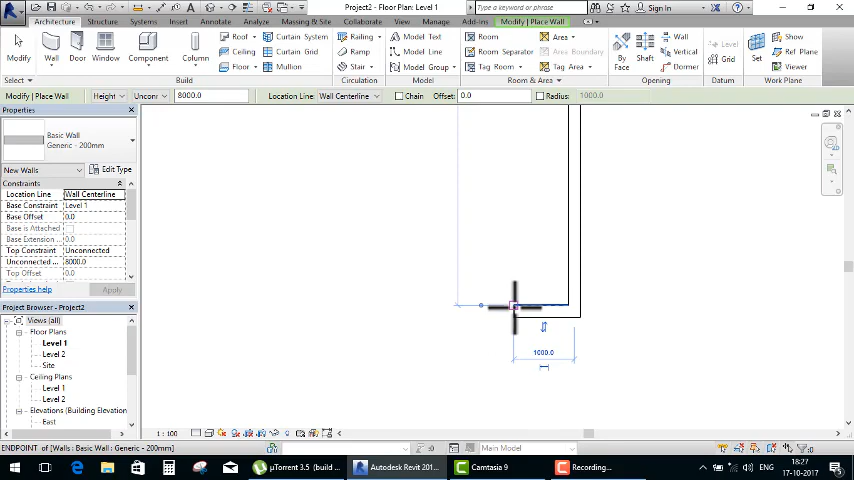 Project2 - Floor Plan: Level 1
Type a keyword or phrase
Sign In
Architecture Structure Systems Insert Annotate Analyze Massing & Site Collaborate View Manage Add-Ins Modify | Place Wall
Modify Wall Door Window Component Column
Roof Ceiling Floor
Curtain System Curtain Grid Mullion
Railing Ramp Stair
Model Text Model Line Model Group
Room Room Separator Tag Room
Area Area Boundary Tag Area
By Face Shaft Wall Vertical Dormer
Level Grid
Set Show Ref Plane Viewer
Select Build Circulation Model Room & Area Opening Datum Work Plane
Modify | Place Wall Height Uncon 8000.0 Location Line: Wall Centerline Chain Offset: 0.0 Radius: 1000.0
Properties
Basic Wall
Generic - 200mm
New Walls Edit Type
Constraints
Location Line Wall Centerline
Base Constraint Level 1
Base Offset 0.0
Base is Attached
Base Extension ... 0.0
Top Constraint Unconnected
Unconnected ... 8000.0
Top Offset 0.0
Properties help Apply
Project Browser - Project2
Views (all)
Floor Plans
Level 1
Level 2
Site
Ceiling Plans
Level 1
Level 2
Elevations (Building Elevation
East
1000.0
1 : 100
ENDPOINT of [Walls : Basic Wall : Generic - 200mm]
:0
Main Model
:0
µTorrent 3.5 (build ...
Autodesk Revit 201...
Camtasia 9
Recording...
ENG
18:27
17-10-2017